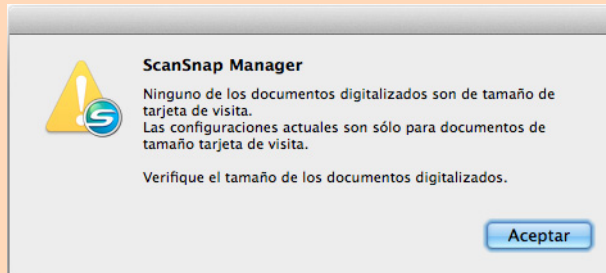 ScanSnap Manager
Ninguno de los documentos digitalizados son de tamaño de
tarjeta de visita.
Las configuraciones actuales son sólo para documentos de
tamaño tarjeta de visita.
Verifique el tamaño de los documentos digitalizados.
Aceptar